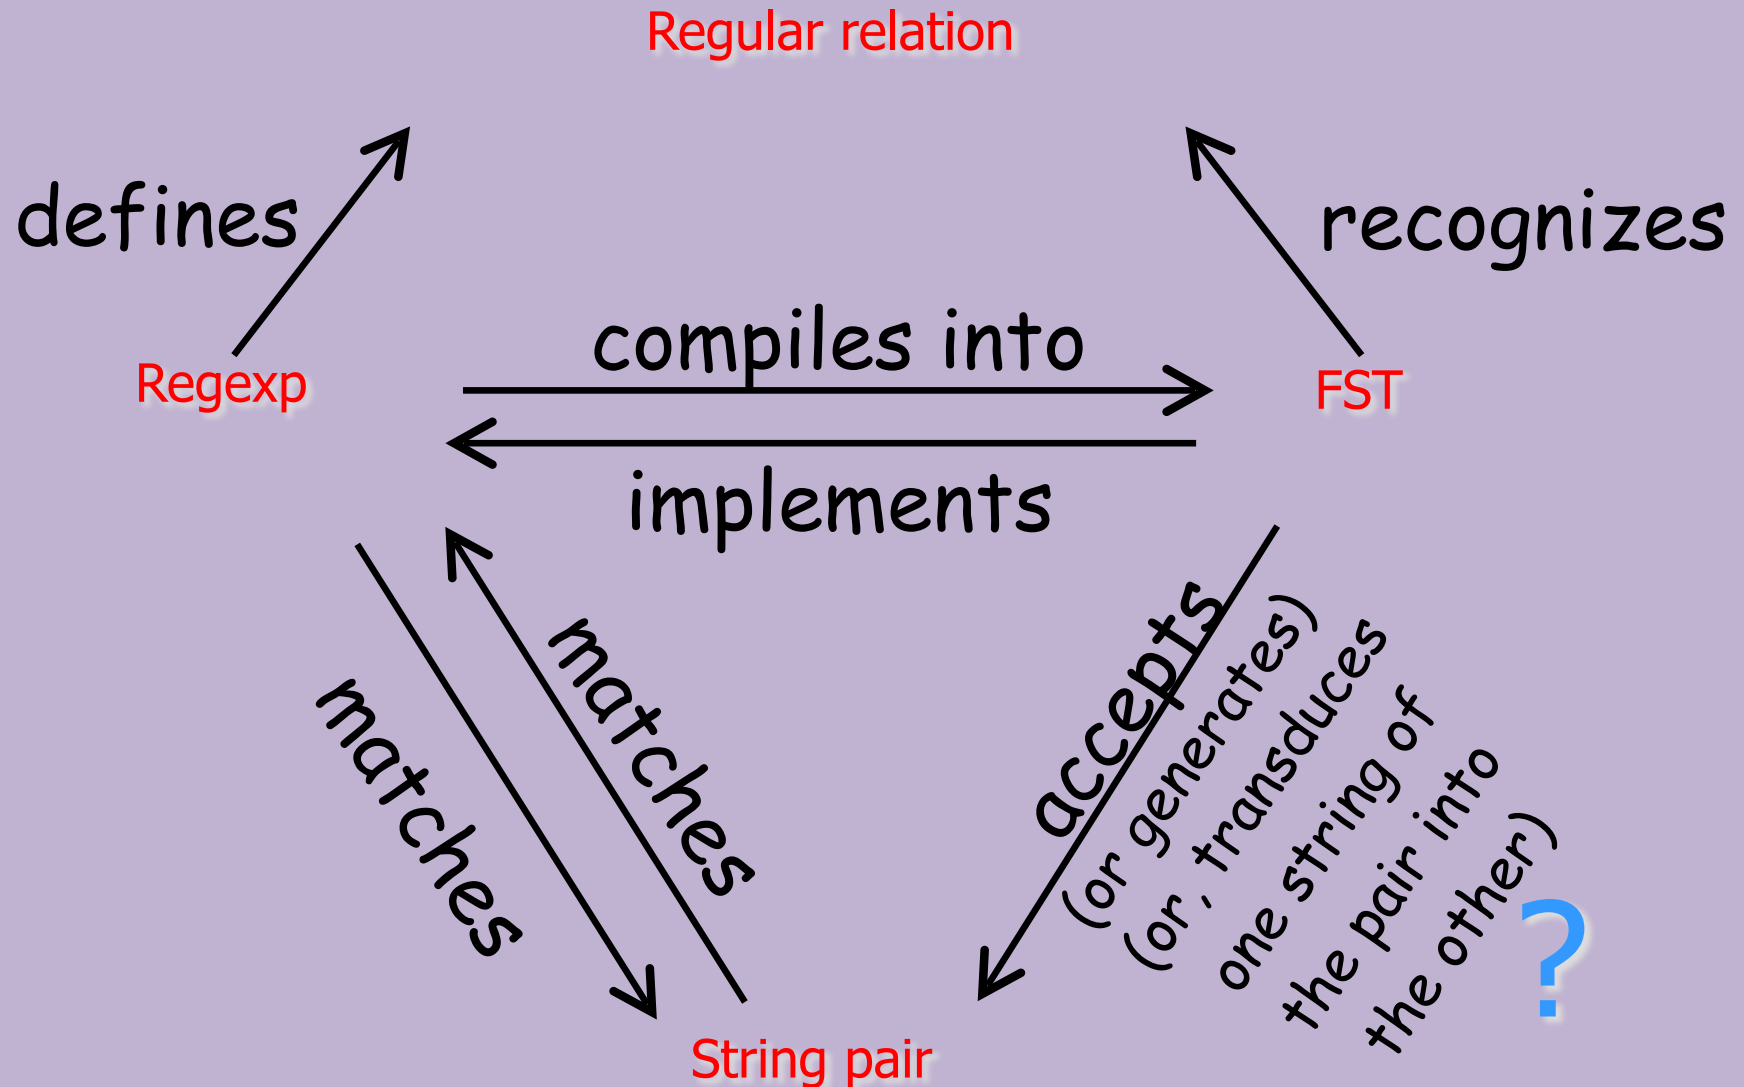 Regular relation
defines
recognizes
compiles into
Regexp
FST
implements
matches
matches
accepts
(or generates)
(or, transduces
one string of
the pair into
the other)
?
String pair